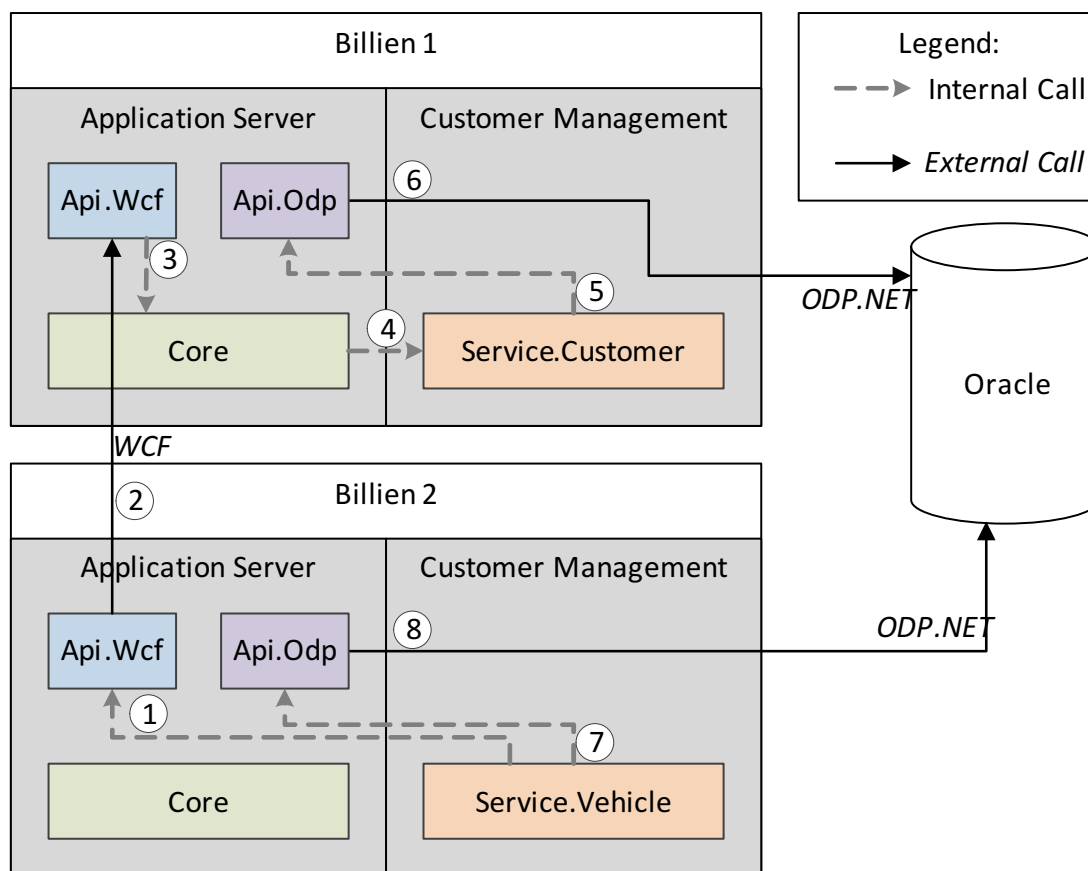 Billien 1
Legend:
Internal Call
External Call
Application Server
Customer Management
Api.Wcf
Api.Odp
6
3
5
ODP.NET
Core
4
Service.Customer
Oracle
WCF
2
Billien 2
Application Server
Customer Management
Api.Wcf
Api.Odp
8
ODP.NET
1
7
Core
Service.Vehicle